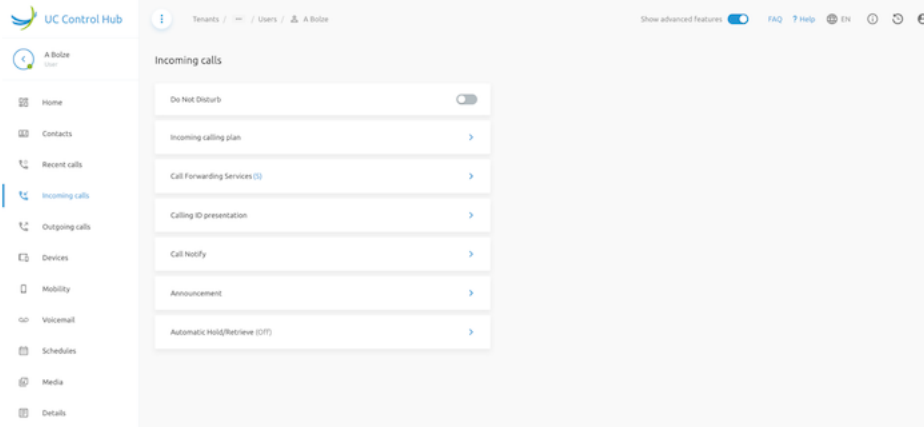 UC Control Hub
Tenants / ··· / Users / A Bolze
Show advanced features
FAQ
? Help
EN
A Bolze
User
Home
Contacts
Recent calls
Incoming calls
Outgoing calls
Devices
Mobility
Voicemail
Schedules
Media
Details
Incoming calls
Do Not Disturb
Incoming calling plan
Call Forwarding Services (5)
Calling ID presentation
Call Notify
Announcement
Automatic Hold/Retrieve (Off)